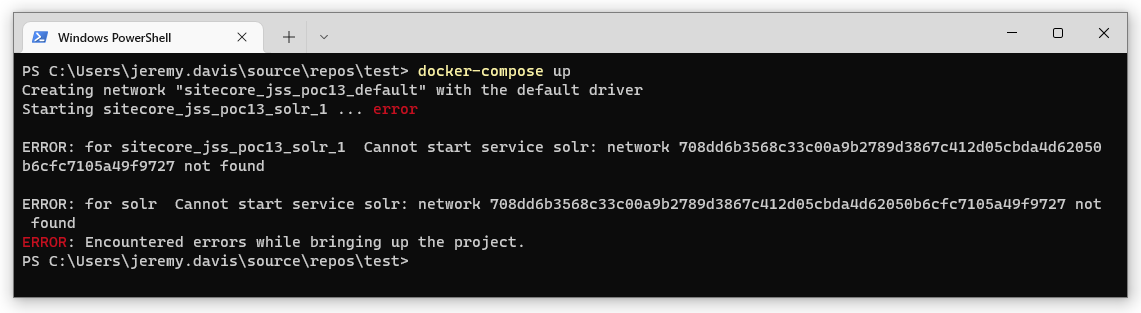 Windows PowerShell
PS C:\Users\jeremy.davis\source\repos\test> docker-compose up
Creating network "sitecore_jss_poc13_default" with the default driver
Starting sitecore_jss_poc13_solr_1 ... error
ERROR: for sitecore_jss_poc13_solr_1  Cannot start service solr: network 708dd6b3568c33c00a9b2789d3867c412d05cbda4d62050
b6cfc7105a49f9727 not found
ERROR: for solr  Cannot start service solr: network 708dd6b3568c33c00a9b2789d3867c412d05cbda4d62050b6cfc7105a49f9727 not
found
ERROR: Encountered errors while bringing up the project.
PS C:\Users\jeremy.davis\source\repos\test>